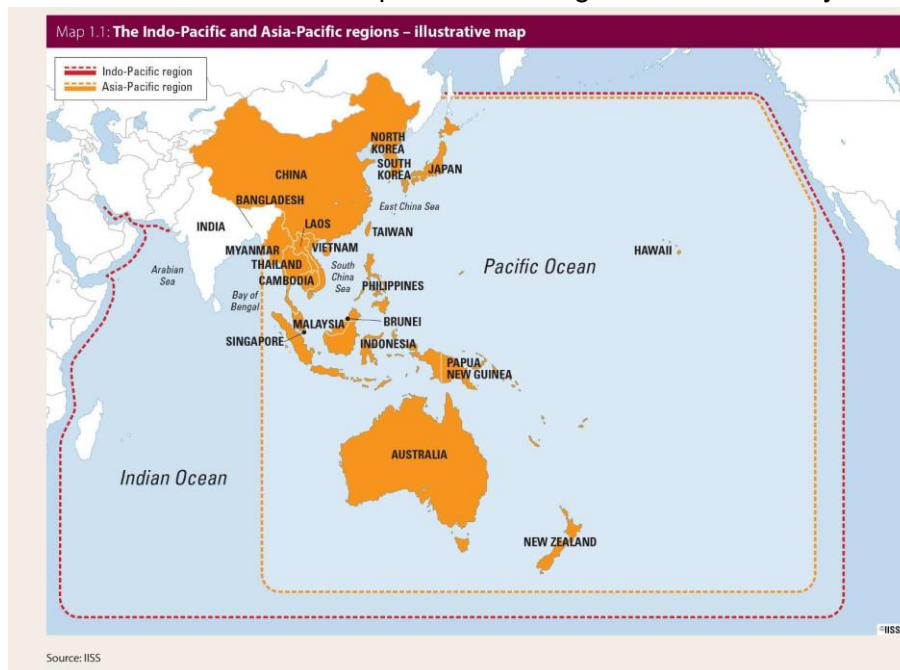 Map 1.1: The Indo-Pacific and Asia-Pacific regions – illustrative map
Indo-Pacific region
Asia-Pacific region
NORTH
KOREA
SOUTH
KOREA
JAPAN
CHINA
East China Sea
BANGLADESH
INDIA
LAOS
TAIWAN
MYANMAR
VIETNAM
THAILAND
CAMBODIA
South
China
Sea
PHILIPPINES
Pacific Ocean
HAWAII
Arabian
Sea
Bay of
Bengal
MALAYSIA
BRUNEI
SINGAPORE
INDONESIA
PAPUA
NEW GUINEA
AUSTRALIA
Indian Ocean
NEW ZEALAND
©IISS
Source: IISS